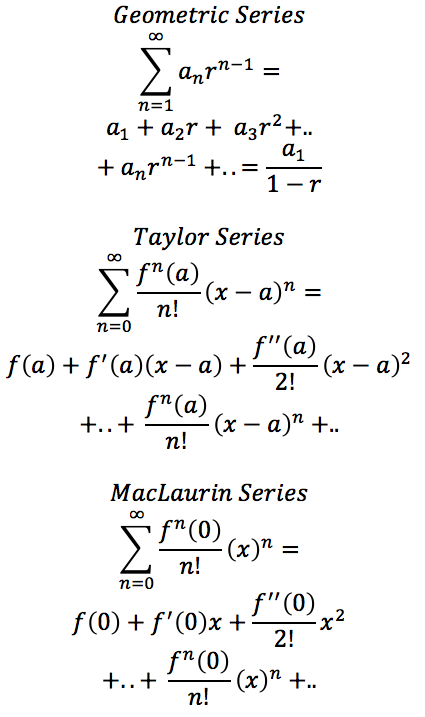 Geometric Series
∞
∑ aₙrⁿ⁻¹ =
n=1
a₁ + a₂r + a₃r²+..
+ aₙrⁿ⁻¹ +..= a₁/(1 − r)
Taylor Series
∞
∑ fⁿ(a)/n! (x − a)ⁿ =
n=0
f(a) + f′(a)(x − a) + f′′(a)/2! (x − a)²
+..+ fⁿ(a)/n! (x − a)ⁿ +..
MacLaurin Series
∞
∑ fⁿ(0)/n! (x)ⁿ =
n=0
f(0) + f′(0)x + f′′(0)/2! x²
+..+ fⁿ(0)/n! (x)ⁿ +..